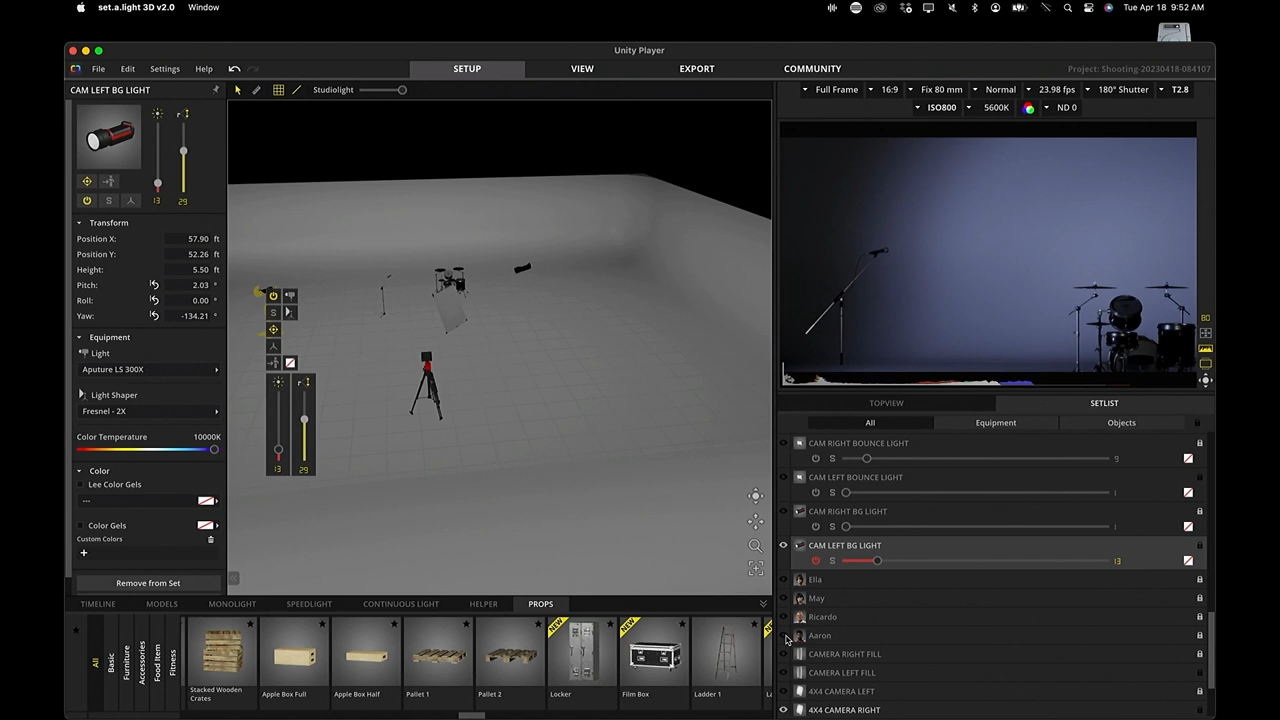 set.a.light 3D v2.0 Window Tue Apr 18 9:52 AM
Unity Player
File Edit Settings Help SETUP VIEW EXPORT COMMUNITY Project: Shooting-20230418-084107
CAM LEFT BG LIGHT Studiolight Full Frame 16:9 Fix 80 mm Normal 23.98 fps 180° Shutter T2.8
ISO800 5600K ND 0
13 29
Transform
Position X: 57.90 ft
Position Y: 52.26 ft
Height: 5.50 ft
Pitch: 2.03 °
Roll: 0.00 °
Yaw: -134.21 °
Equipment
Light
Aputure LS 300X
Light Shaper
Fresnel - 2X
Color Temperature 10000K
Color
Lee Color Gels
---
Color Gels
Custom Colors
+
Remove from Set
S
13 29
80
TOPVIEW SETLIST
All Equipment Objects
CAM RIGHT BOUNCE LIGHT
S 9
CAM LEFT BOUNCE LIGHT
S 1
CAM RIGHT BG LIGHT
S 1
CAM LEFT BG LIGHT
S 13
Ella
May
Ricardo
Aaron
CAMERA RIGHT FILL
CAMERA LEFT FILL
4X4 CAMERA LEFT
4X4 CAMERA RIGHT
TIMELINE MODELS MONOLIGHT SPEEDLIGHT CONTINUOUS LIGHT HELPER PROPS
All
Basic
Furniture
Accessories
Food Item
Fitness
NEW NEW
Stacked Wooden
Crates
Apple Box Full Apple Box Half Pallet 1 Pallet 2 Locker Film Box Ladder 1